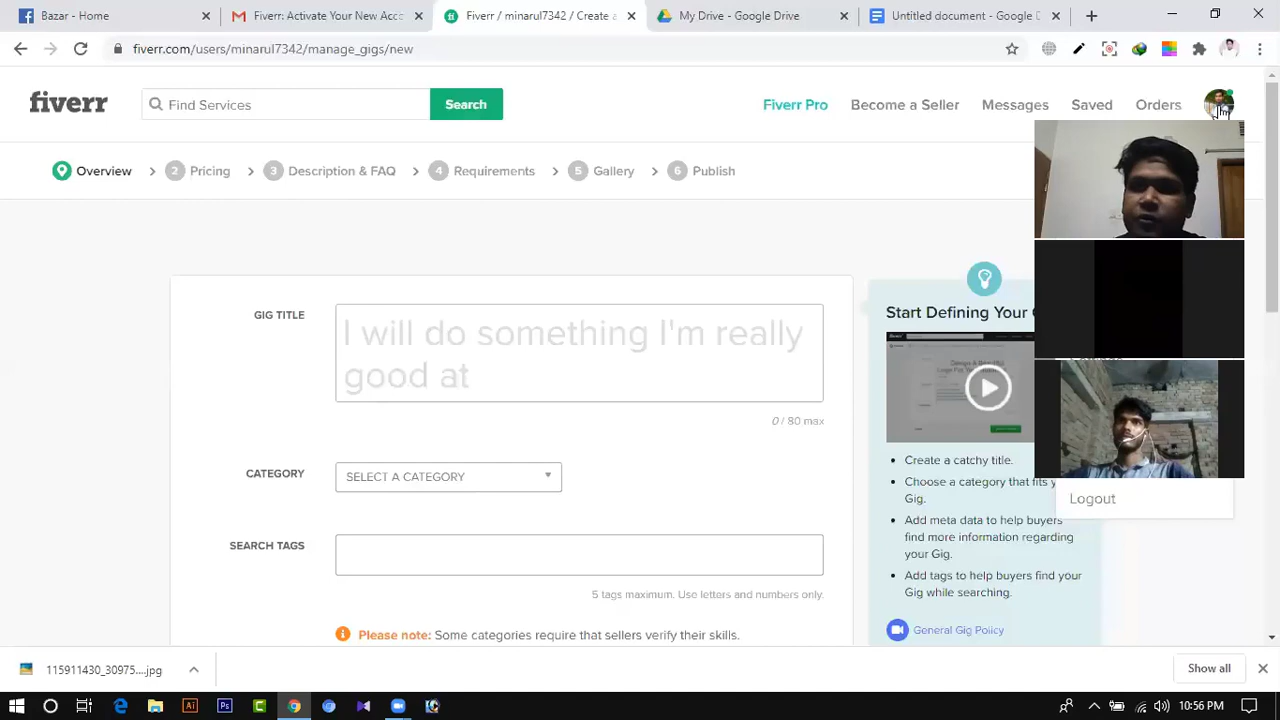 Bazar - Home
Fiverr: Activate Your New Acco
Fiverr / minarul7342 / Create a
My Drive - Google Drive
Untitled document - Google D
fiverr.com/users/minarul7342/manage_gigs/new
fiverr
Find Services
Search
Fiverr Pro
Become a Seller
Messages
Saved
Orders
Overview
2 Pricing
3 Description & FAQ
4 Requirements
5 Gallery
6 Publish
GIG TITLE
I will do something I'm really
good at
0 / 80 max
CATEGORY
SELECT A CATEGORY
SEARCH TAGS
5 tags maximum. Use letters and numbers only.
Please note: Some categories require that sellers verify their skills.
Start Defining Your
Create a catchy title.
Choose a category that fits
Gig.
Add meta data to help buyers
find more information regarding
your Gig.
Add tags to help buyers find your
Gig while searching.
General Gig Policy
Logout
115911430_30975....jpg
Show all
10:56 PM